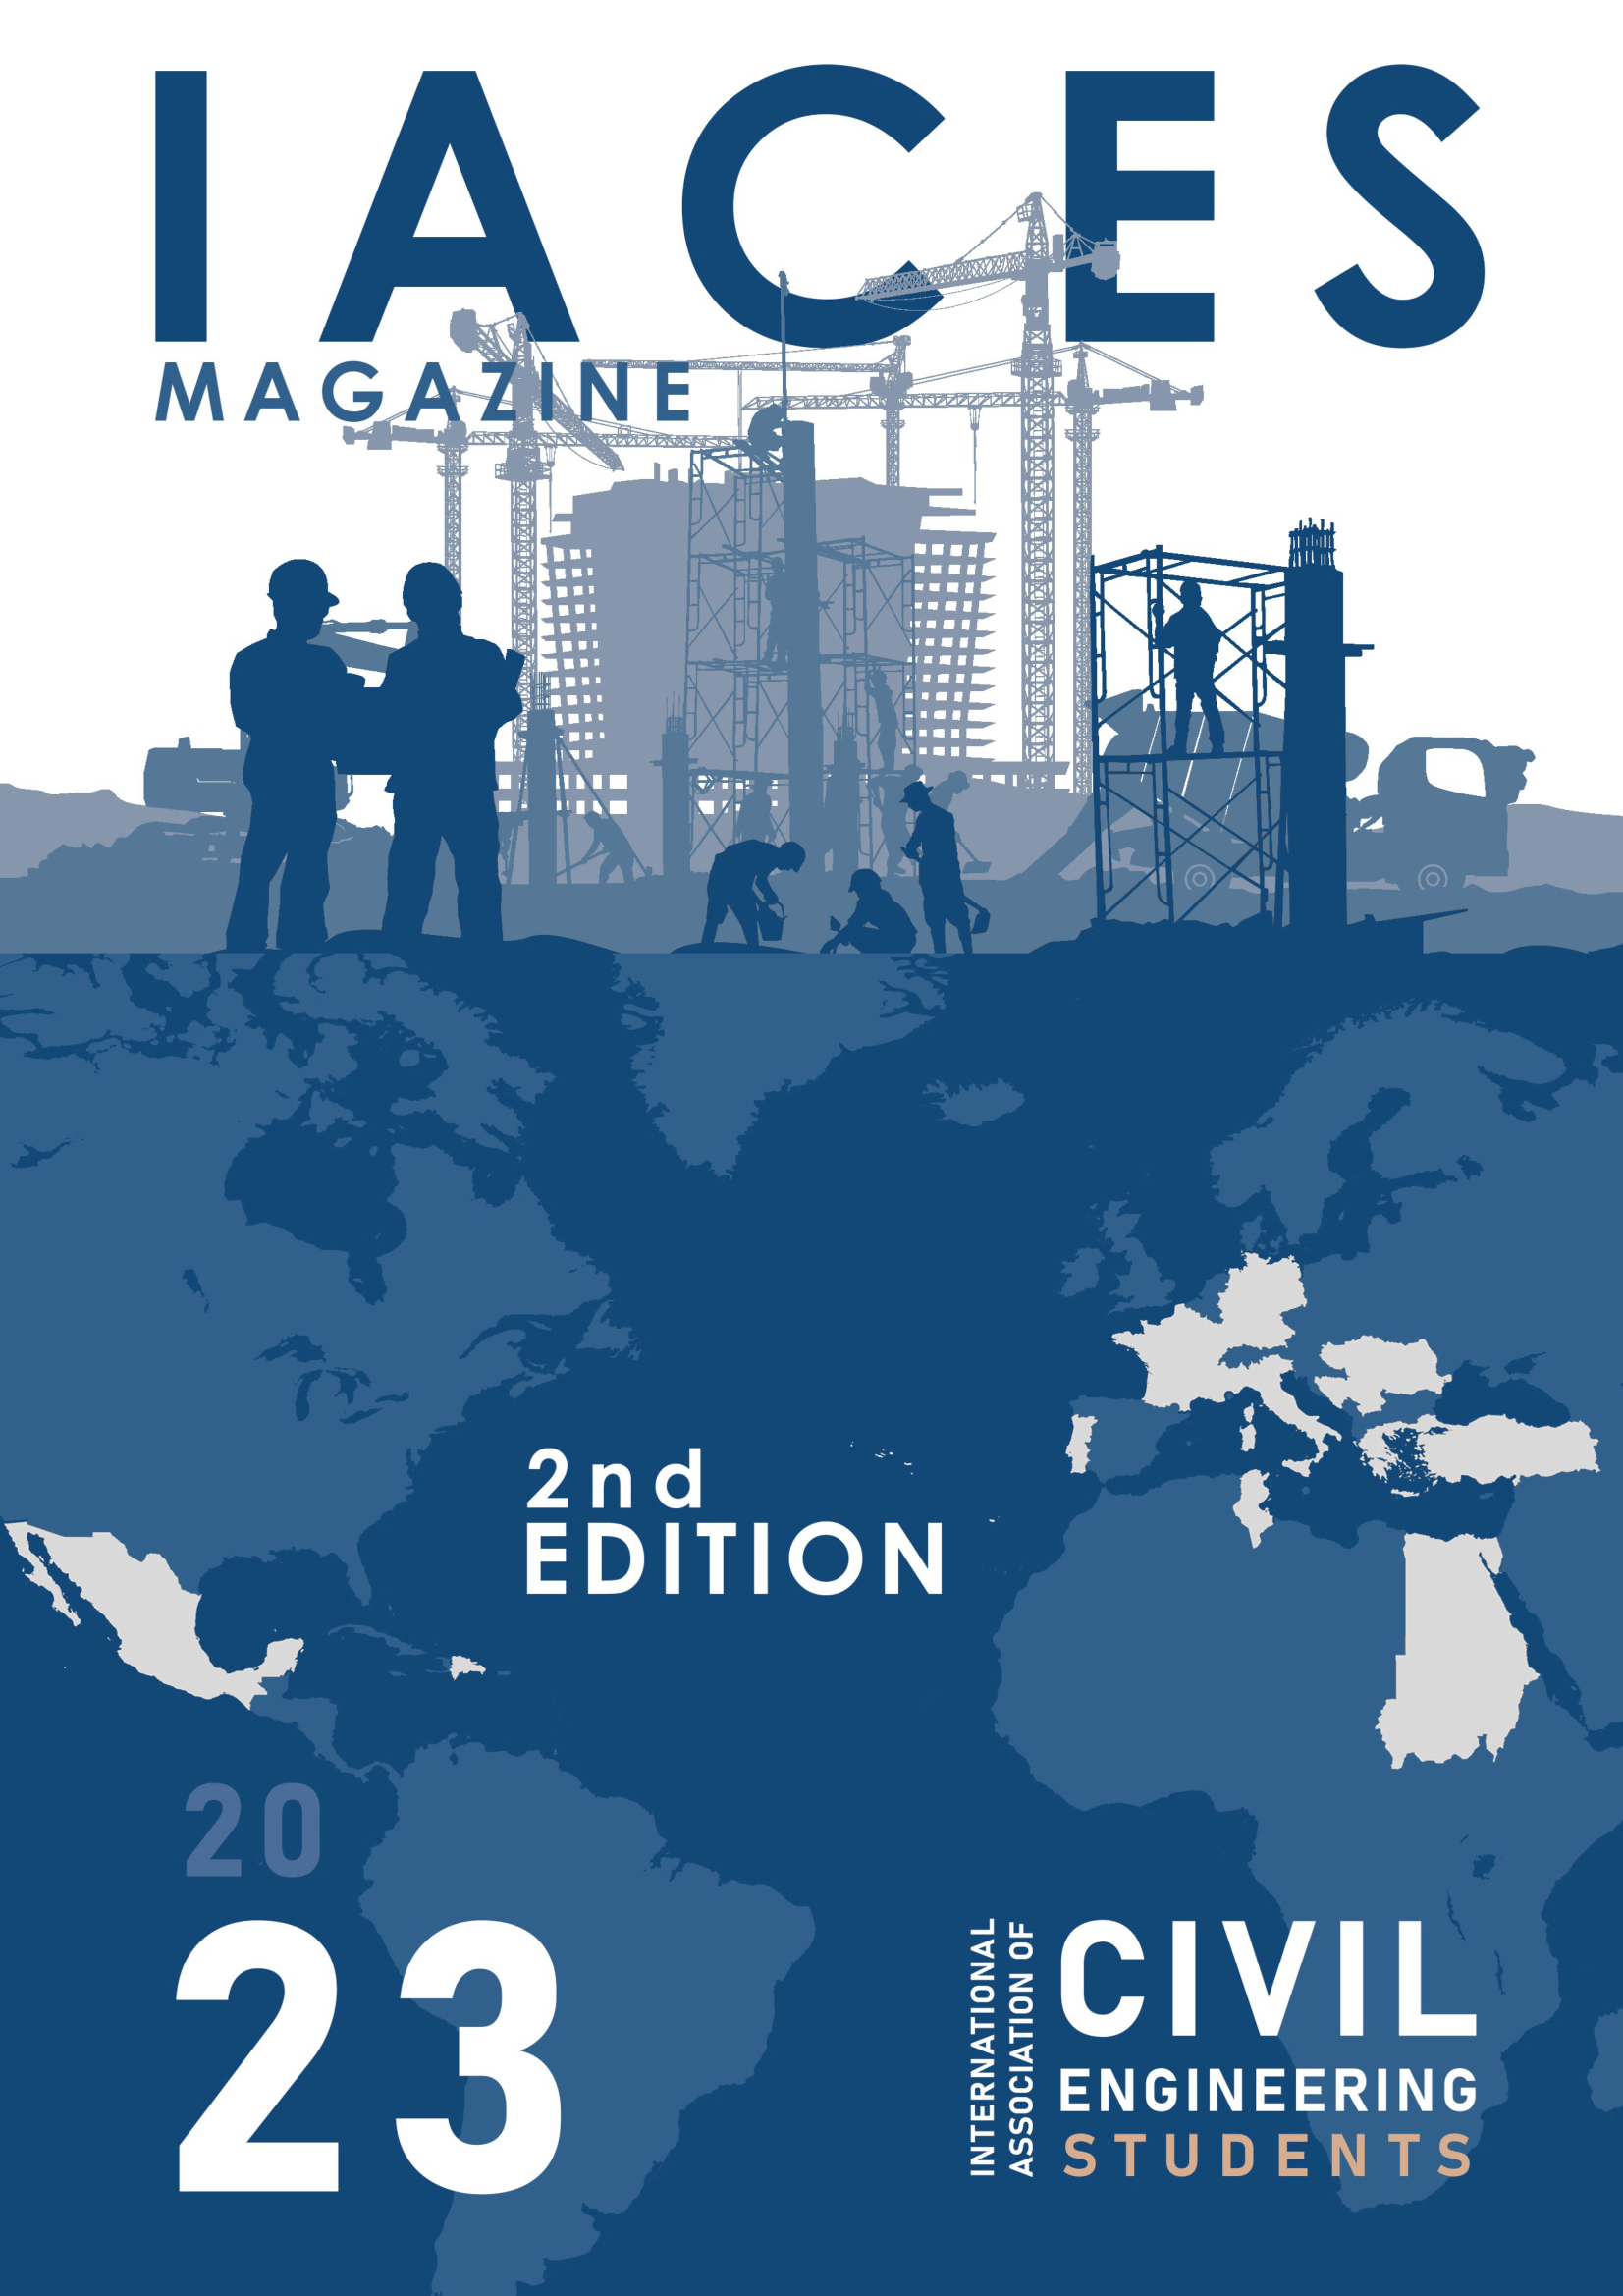 IACES
MAGAZINE
2nd
EDITION
20
23
INTERNATIONAL
ASSOCIATION OF
CIVIL
ENGINEERING
STUDENTS